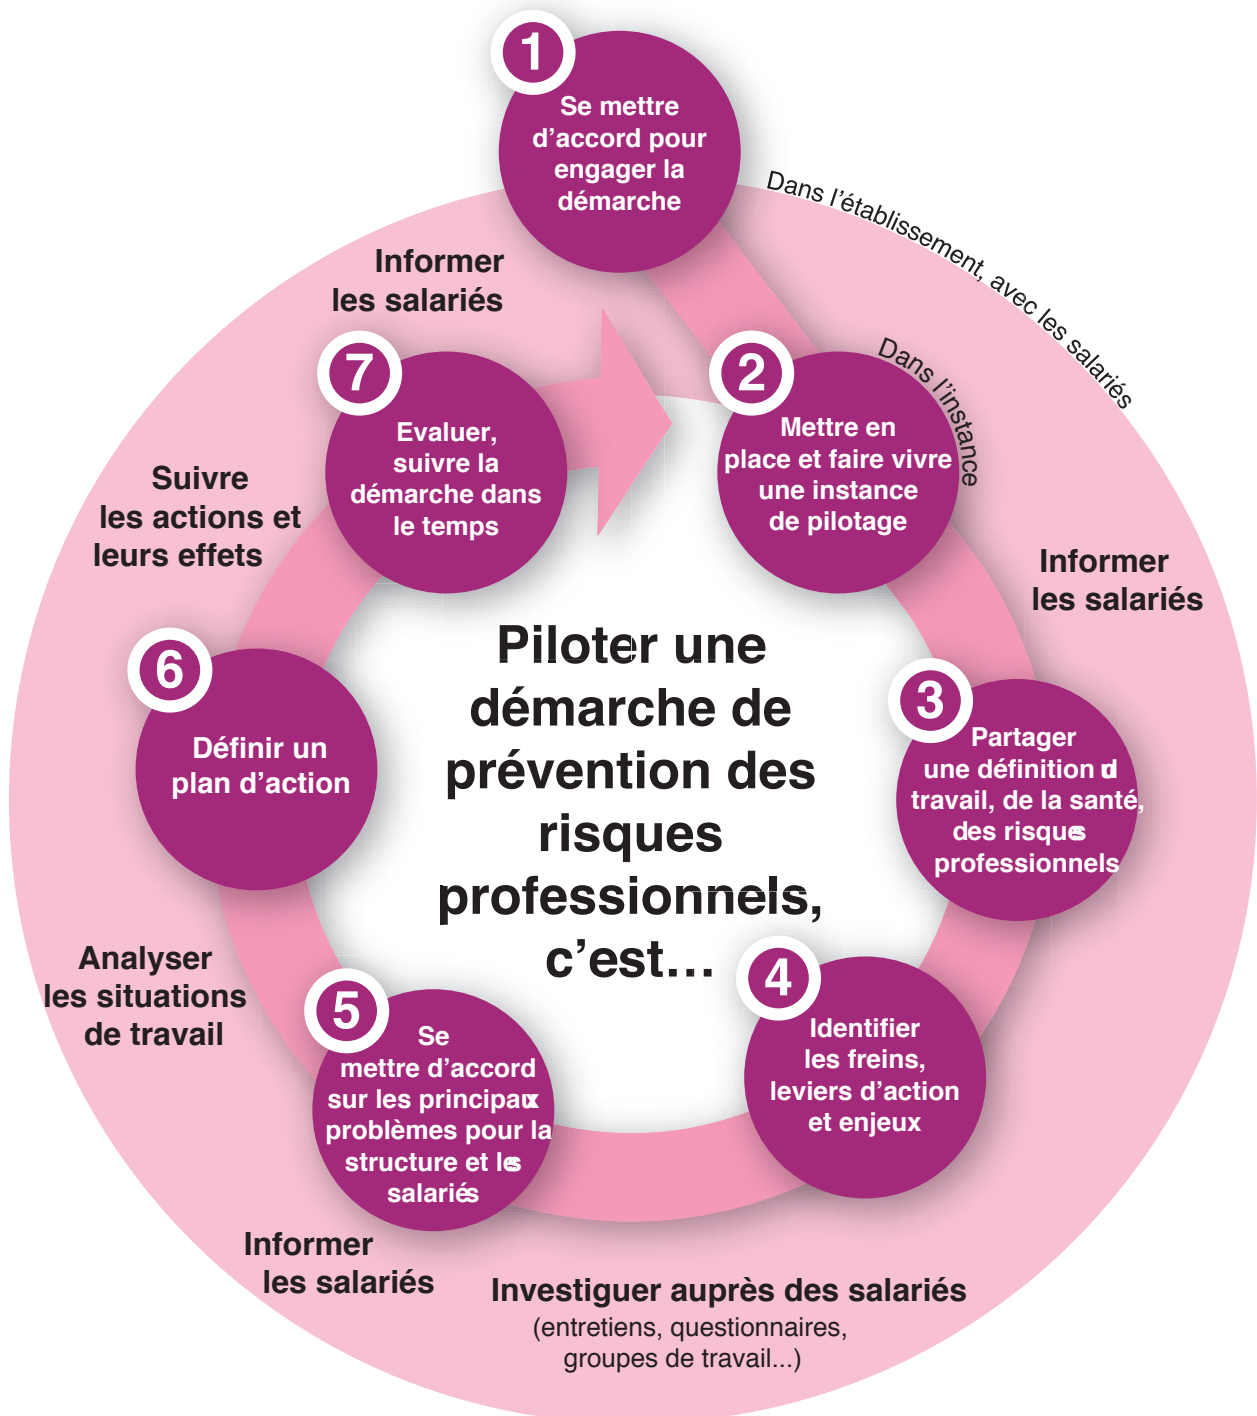 1
Se mettre
d'accord pour
engager la
démarche
Dans l'établissement, avec les salariés
Informer
les salariés
7
Evaluer,
suivre la
démarche dans
le temps
2
Mettre en
place et faire vivre
une instance
de pilotage
Dans l'instance
Suivre
les actions et
leurs effets
Informer
les salariés
Piloter une
démarche de
prévention des
risques
professionnels,
c'est…
6
Définir un
plan d'action
3
Partager
une définition du
travail, de la santé,
des risques
professionnels
4
Identifier
les freins,
leviers d'action
et enjeux
Analyser
les situations
de travail
5
Se
mettre d'accord
sur les principaux
problèmes pour la
structure et les
salariés
Informer
les salariés
Investiguer auprès des salariés
(entretiens, questionnaires,
groupes de travail...)